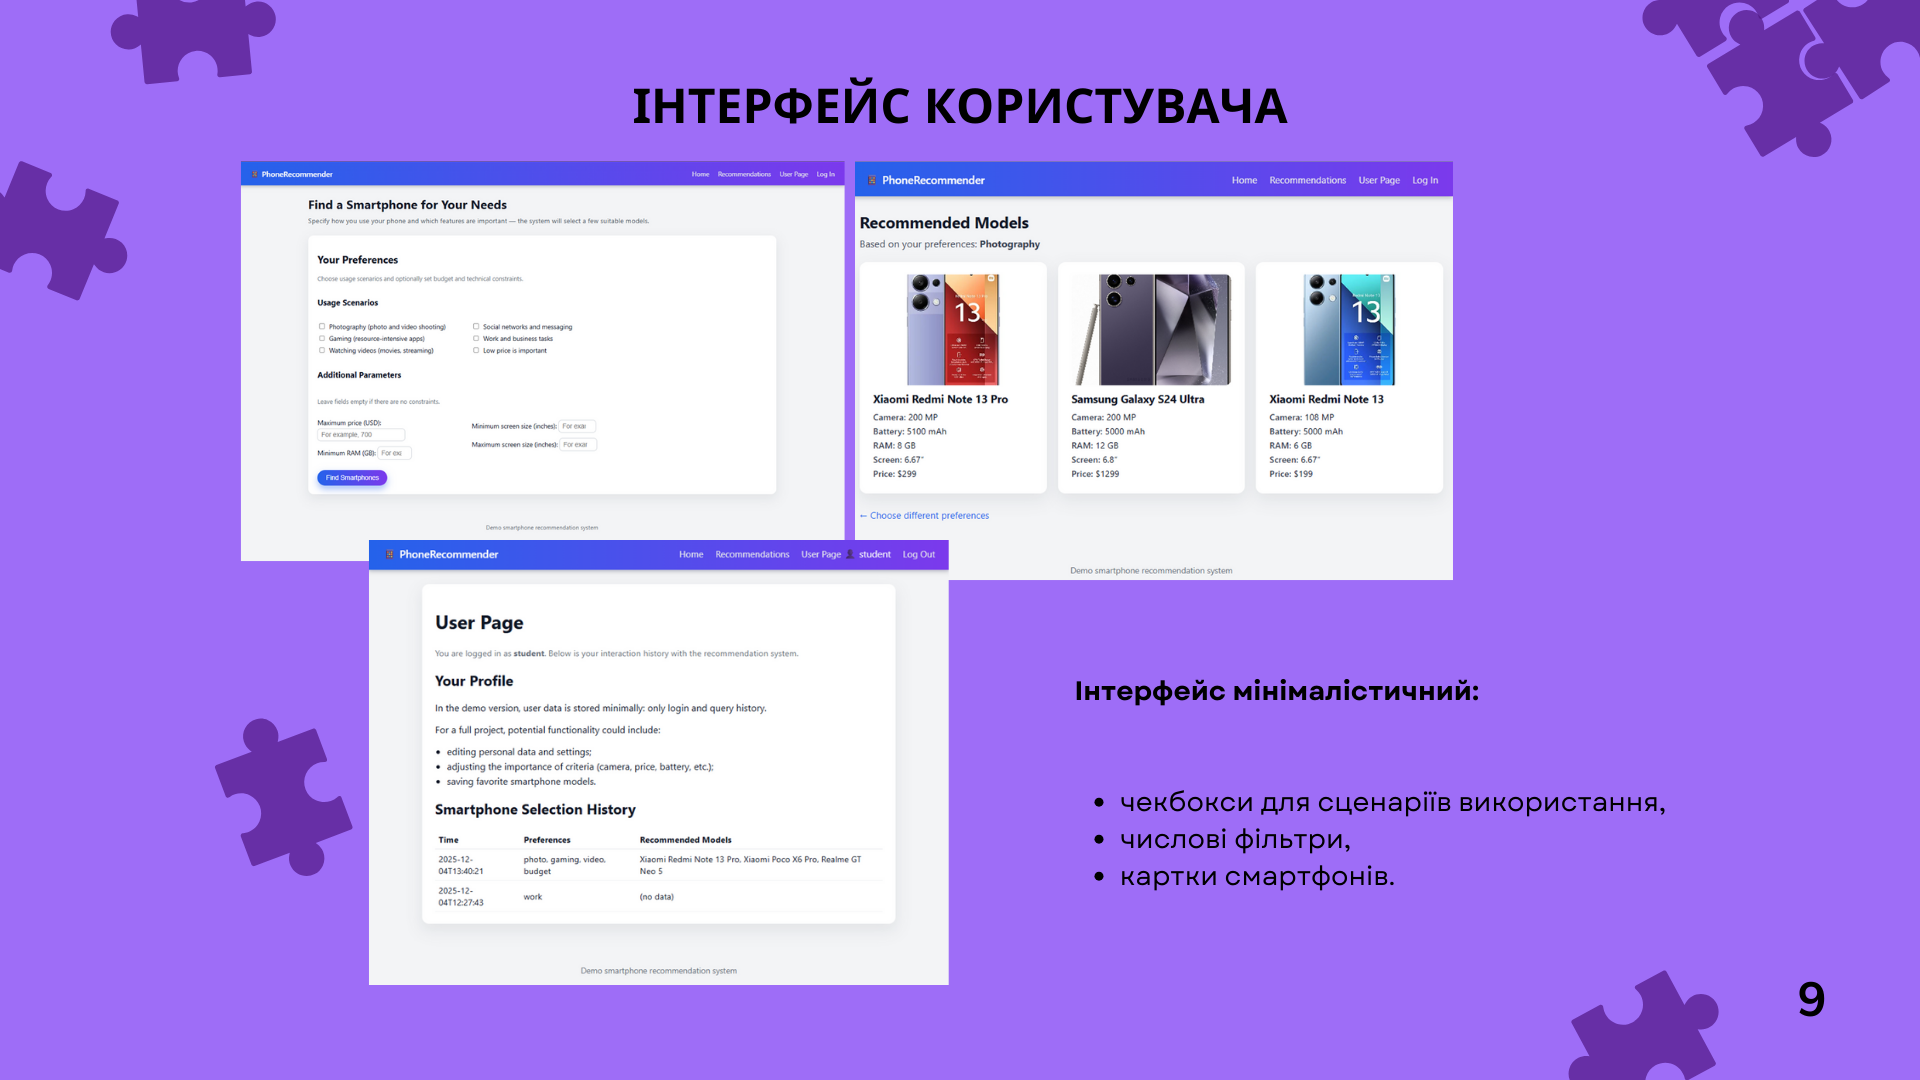 ІНТЕРФЕЙС КОРИСТУВАЧА
PhoneRecommender
Home Recommendations User Page Log In
Find a Smartphone for Your Needs
Specify how you use your phone and which features are important — the system will select a few suitable models.
Your Preferences
Choose usage scenarios and optionally set budget and technical constraints.
Usage Scenarios
Photography (photo and video shooting)
Social networks and messaging
Gaming (resource-intensive apps)
Work and business tasks
Watching videos (movies, streaming)
Low price is important
Additional Parameters
Leave fields empty if there are no constraints.
Maximum price (USD):
For example, 700
Minimum RAM (GB): For exa
Minimum screen size (inches): For exar
Maximum screen size (inches): For exar
Find Smartphones
Demo smartphone recommendation system
PhoneRecommender
Home Recommendations User Page Log In
Recommended Models
Based on your preferences: Photography
13
Xiaomi Redmi Note 13 Pro
Camera: 200 MP
Battery: 5100 mAh
RAM: 8 GB
Screen: 6.67"
Price: $299
Samsung Galaxy S24 Ultra
Camera: 200 MP
Battery: 5000 mAh
RAM: 12 GB
Screen: 6.8"
Price: $1299
13
Xiaomi Redmi Note 13
Camera: 108 MP
Battery: 5000 mAh
RAM: 6 GB
Screen: 6.67"
Price: $199
← Choose different preferences
Demo smartphone recommendation system
PhoneRecommender
Home Recommendations User Page student Log Out
User Page
You are logged in as student. Below is your interaction history with the recommendation system.
Your Profile
In the demo version, user data is stored minimally: only login and query history.
For a full project, potential functionality could include:
• editing personal data and settings;
• adjusting the importance of criteria (camera, price, battery, etc.);
• saving favorite smartphone models.
Smartphone Selection History
Time Preferences Recommended Models
2025-12-04T13:40:21 photo, gaming, video, budget Xiaomi Redmi Note 13 Pro, Xiaomi Poco X6 Pro, Realme GT Neo 5
2025-12-04T12:27:43 work (no data)
Demo smartphone recommendation system
Інтерфейс мінімалістичний:
• чекбокси для сценаріїв використання,
• числові фільтри,
• картки смартфонів.
9